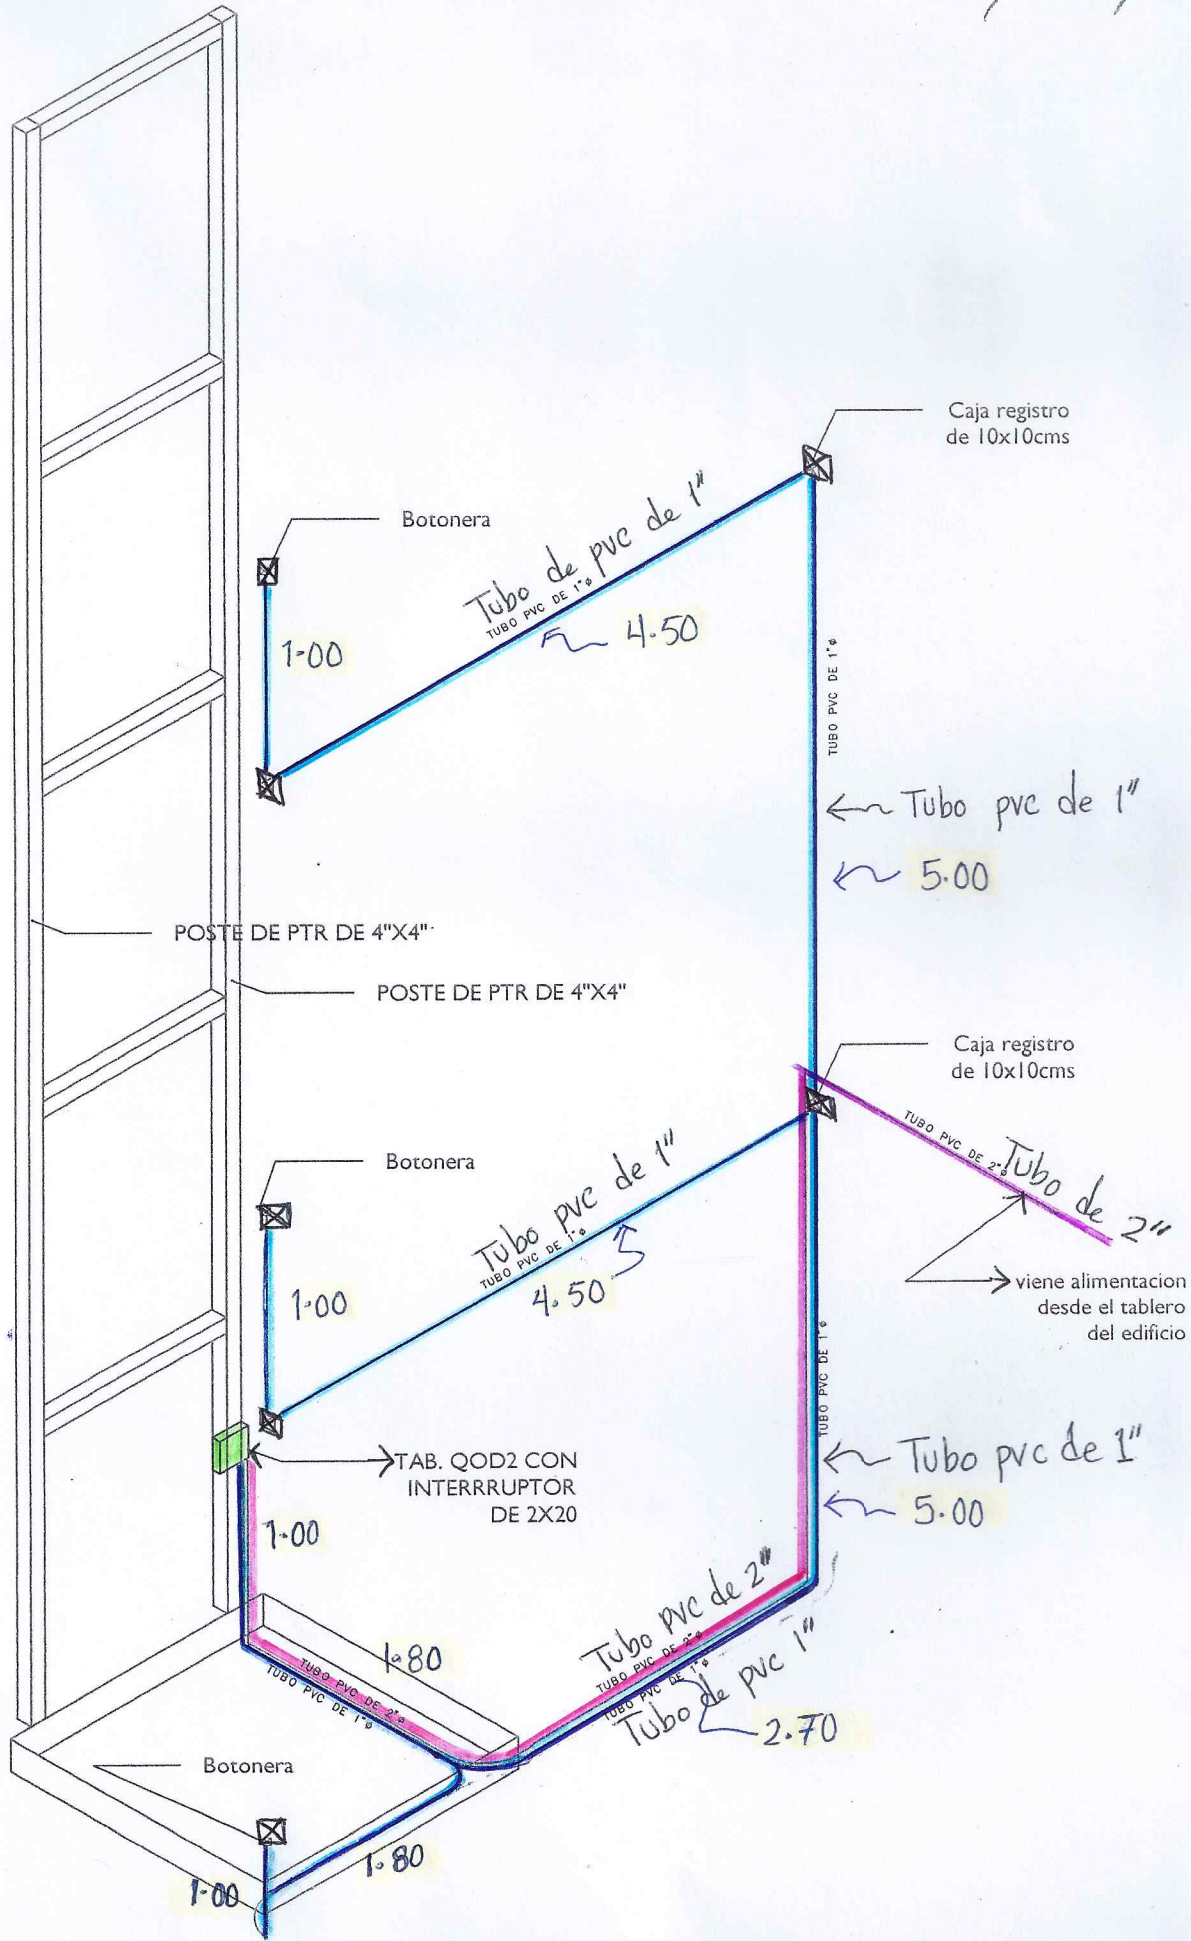 Caja registro
de 10x10cms
Botonera
Tubo de pvc de 1"
TUBO PVC DE 1"ø
4.50
1.00
TUBO PVC DE 1"ø
Tubo pvc de 1"
5.00
POSTE DE PTR DE 4"X4"
POSTE DE PTR DE 4"X4"
Caja registro
de 10x10cms
TUBO PVC DE 2"ø
Tubo de 2"
Botonera
Tubo pvc de 1"
TUBO PVC DE 1"ø
4.50
1.00
viene alimentacion
desde el tablero
del edificio
TUBO PVC DE 1"ø
Tubo pvc de 1"
5.00
TAB. QOD2 CON
INTERRRUPTOR
DE 2X20
1.00
Tubo pvc de 2"
TUBO PVC DE 2"ø
TUBO PVC DE 1"ø
Tubo de pvc 1"
2.70
1.80
TUBO PVC DE 2"ø
TUBO PVC DE 1"ø
Botonera
1.80
1.00